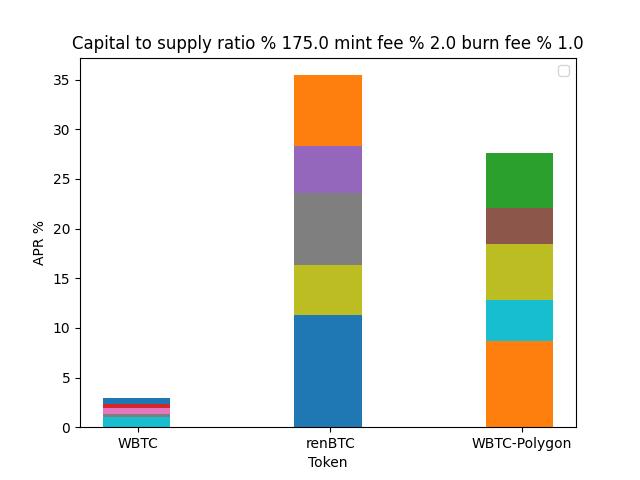 Capital to supply ratio % 175.0 mint fee % 2.0 burn fee % 1.0
35
30
25
20
15
10
5
0
APR %
WBTC
renBTC
WBTC-Polygon
Token